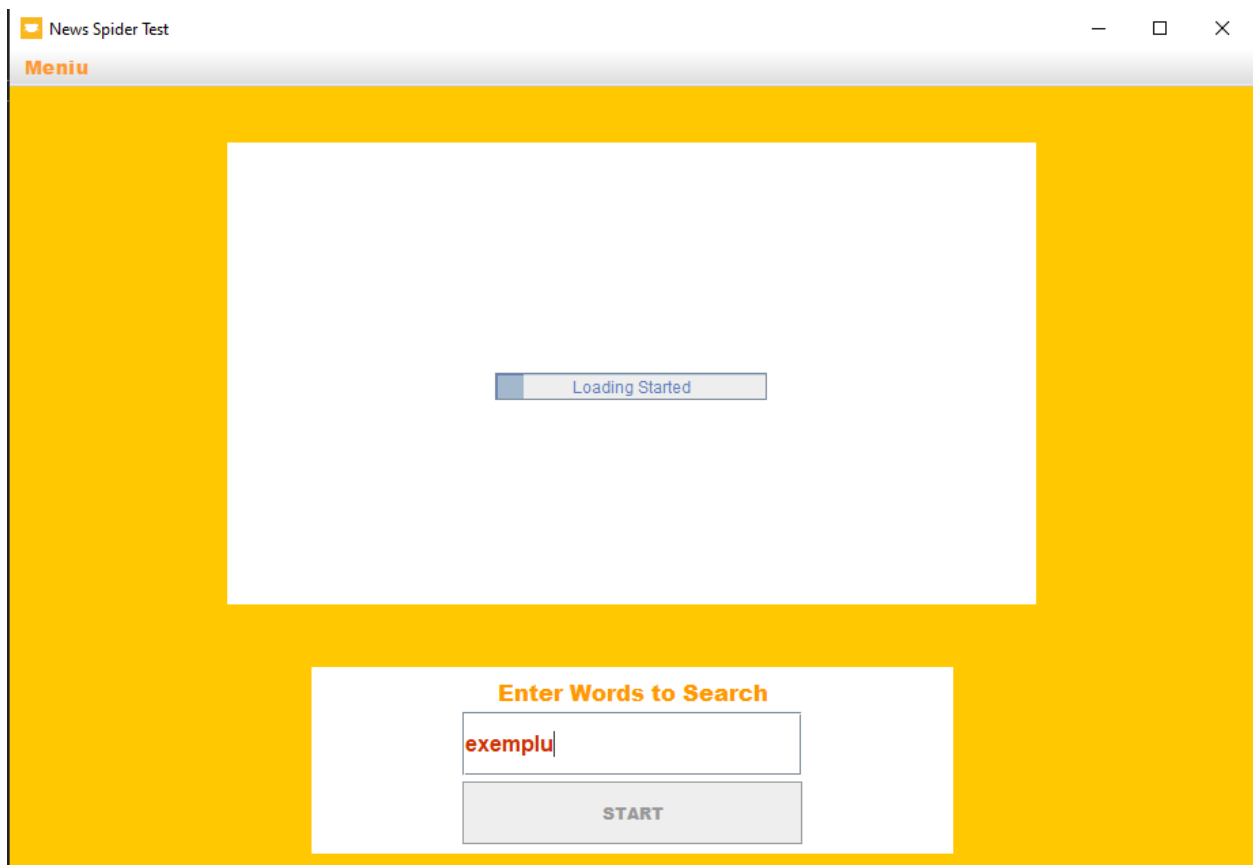 News Spider Test
Meniu
Loading Started
Enter Words to Search
exemplu
START